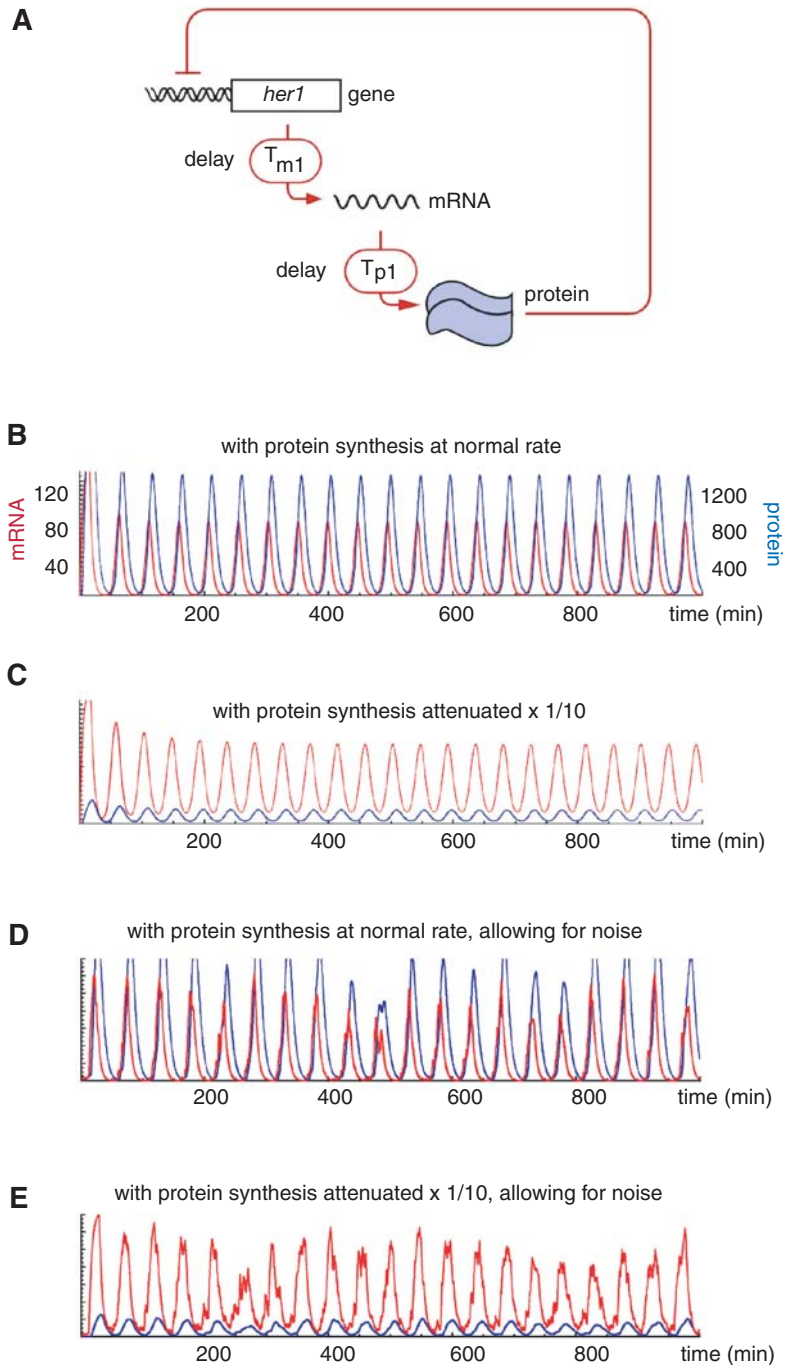 A
her1 gene
delay Tm1
mRNA
delay Tp1
protein
B
with protein synthesis at normal rate
mRNA
120
80
40
1200
800
400
protein
200 400 600 800 time (min)
C
with protein synthesis attenuated x 1/10
200 400 600 800 time (min)
D
with protein synthesis at normal rate, allowing for noise
200 400 600 800 time (min)
E
with protein synthesis attenuated x 1/10, allowing for noise
200 400 600 800 time (min)